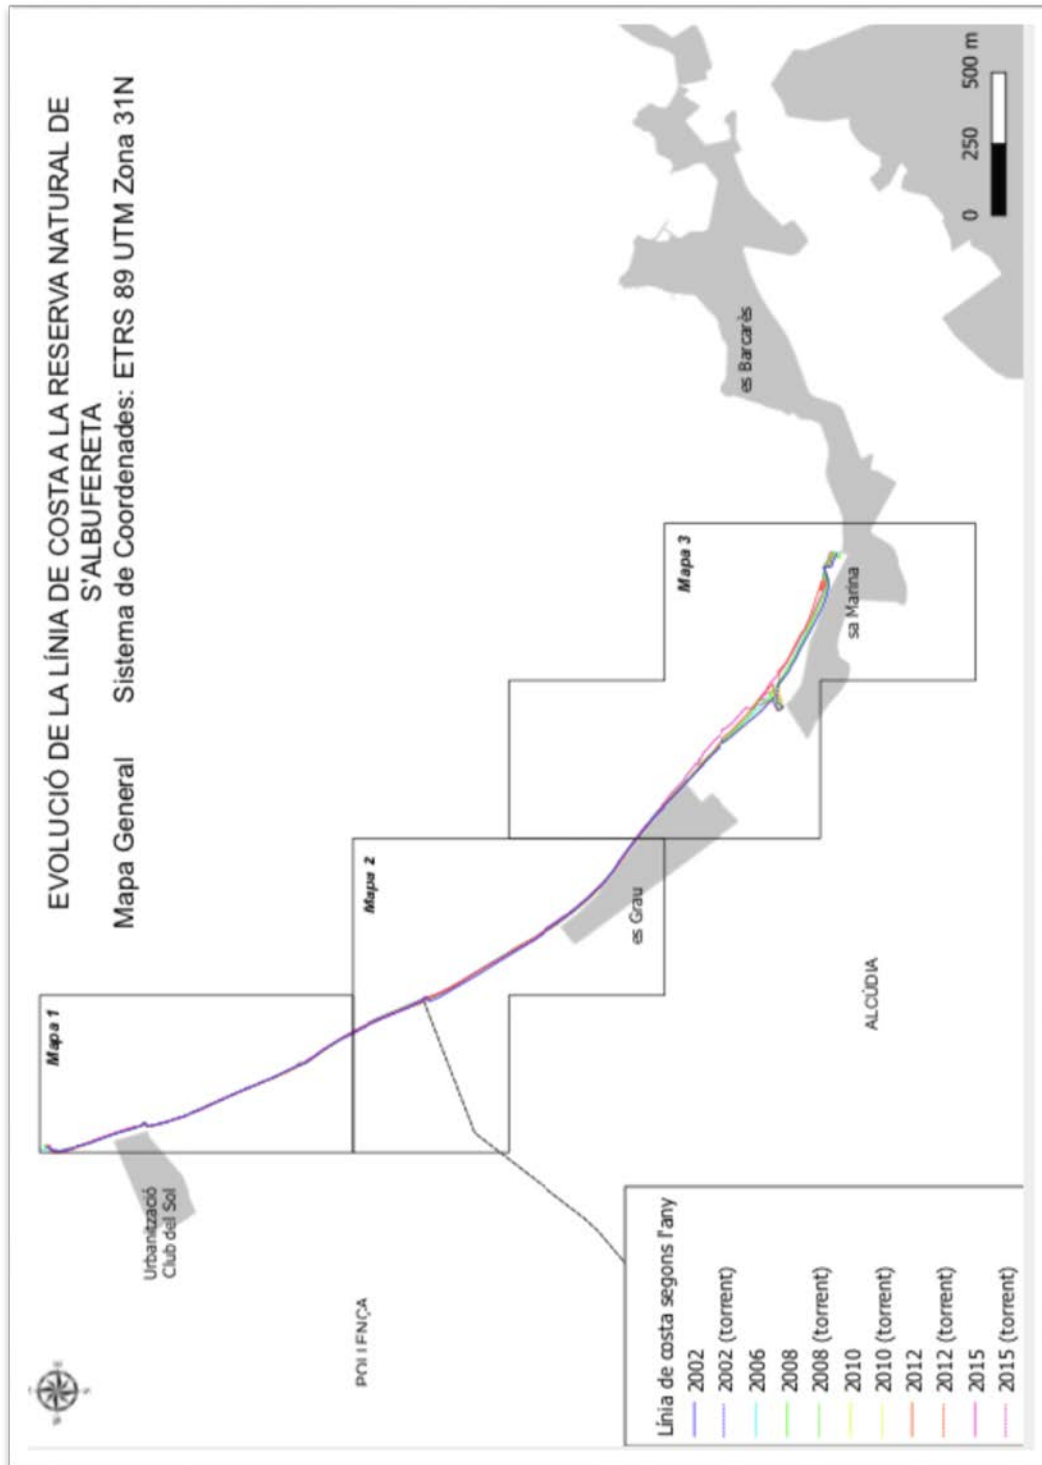 EVOLUCIÓ DE LA LÍNIA DE COSTA A LA RESERVA NATURAL DE
S'ALBUFERETA
Mapa General Sistema de Coordenades: ETRS 89 UTM Zona 31N
Mapa 1
Urbanització
Club del Sol
Mapa 2
POLLENÇA
es Grau
Mapa 3
sa Marina
es Barcarès
ALCÚDIA
0 250 500 m
Línia de costa segons l'any
2002
2002 (torrent)
2006
2008
2008 (torrent)
2010
2010 (torrent)
2012
2012 (torrent)
2015
2015 (torrent)